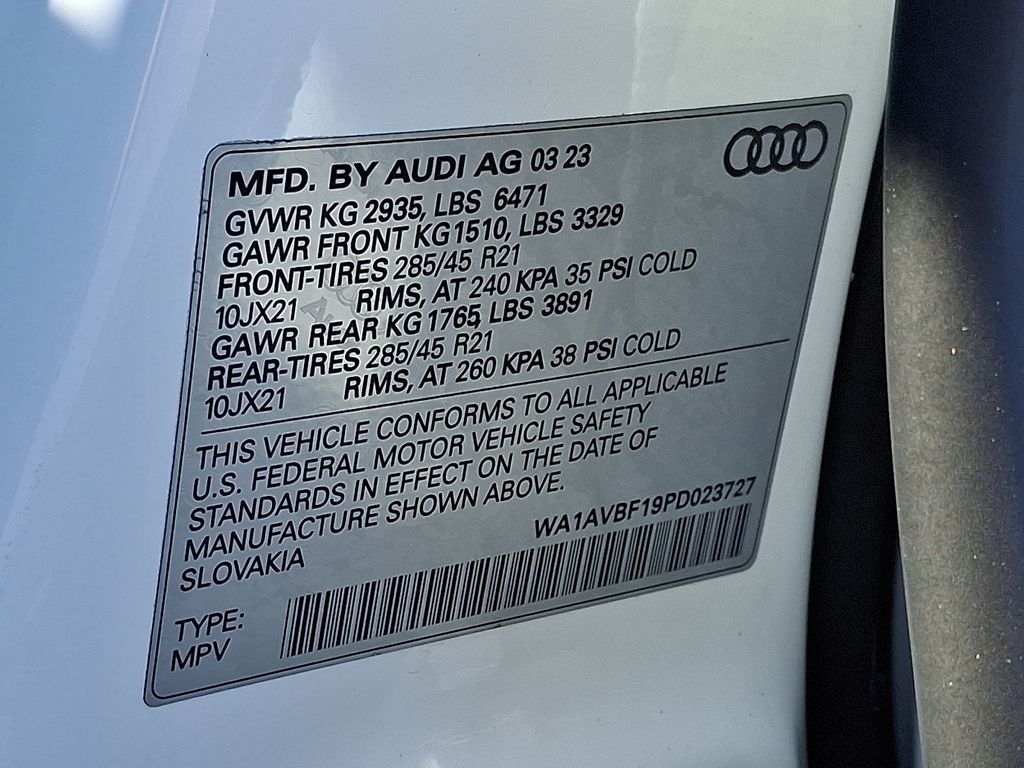 MFD. BY AUDI AG 03 23
GVWR KG 2935, LBS 6471
GAWR FRONT KG 1510, LBS 3329
FRONT-TIRES 285/45 R21
10JX21 RIMS, AT 240 KPA 35 PSI COLD
GAWR REAR KG 1765, LBS 3891
REAR-TIRES 285/45 R21
10JX21 RIMS, AT 260 KPA 38 PSI COLD
THIS VEHICLE CONFORMS TO ALL APPLICABLE
U.S. FEDERAL MOTOR VEHICLE SAFETY
STANDARDS IN EFFECT ON THE DATE OF
MANUFACTURE SHOWN ABOVE.
SLOVAKIA
WA1AVBF19PD023727
TYPE:
MPV